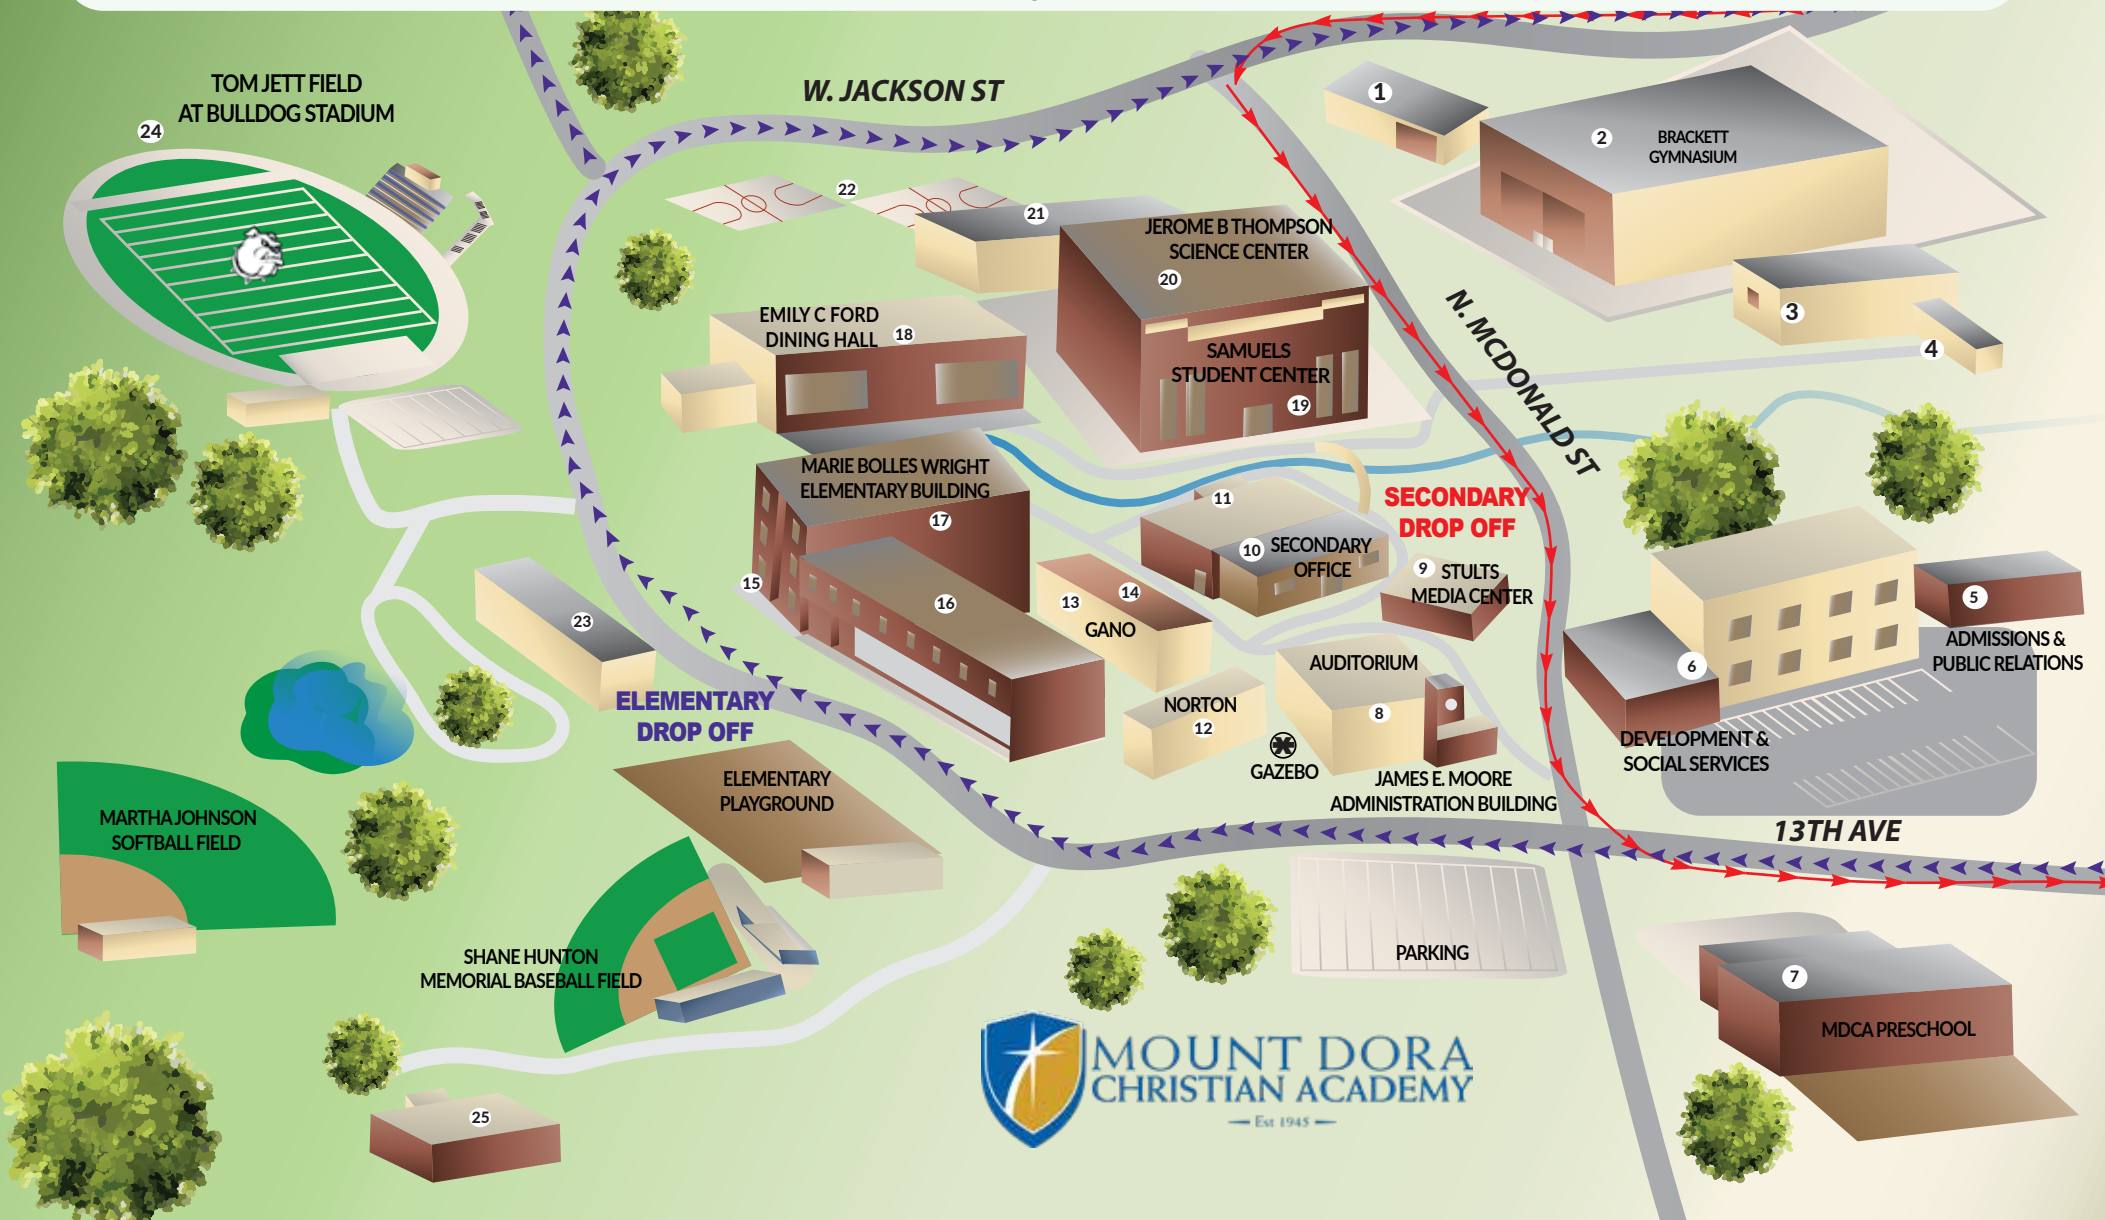 W. JACKSON ST
TOM JETT FIELD
AT BULLDOG STADIUM
24
1
2
BRACKETT
GYMNASIUM
22
21
JEROME B THOMPSON
SCIENCE CENTER
20
EMILY C FORD
DINING HALL
18
SAMUELS
STUDENT CENTER
19
N. MCDONALD ST
3
4
MARIE BOLLES WRIGHT
ELEMENTARY BUILDING
17
11
SECONDARY
DROP OFF
10
SECONDARY
OFFICE
9
STULTS
MEDIA CENTER
15
16
13
14
GANO
5
ADMISSIONS &
PUBLIC RELATIONS
23
6
AUDITORIUM
8
ELEMENTARY
DROP OFF
NORTON
12
GAZEBO
DEVELOPMENT &
SOCIAL SERVICES
JAMES E. MOORE
ADMINISTRATION BUILDING
ELEMENTARY
PLAYGROUND
MARTHA JOHNSON
SOFTBALL FIELD
13TH AVE
SHANE HUNTON
MEMORIAL BASEBALL FIELD
PARKING
7
MDCA PRESCHOOL
MOUNT DORA
CHRISTIAN ACADEMY
Est 1945
25